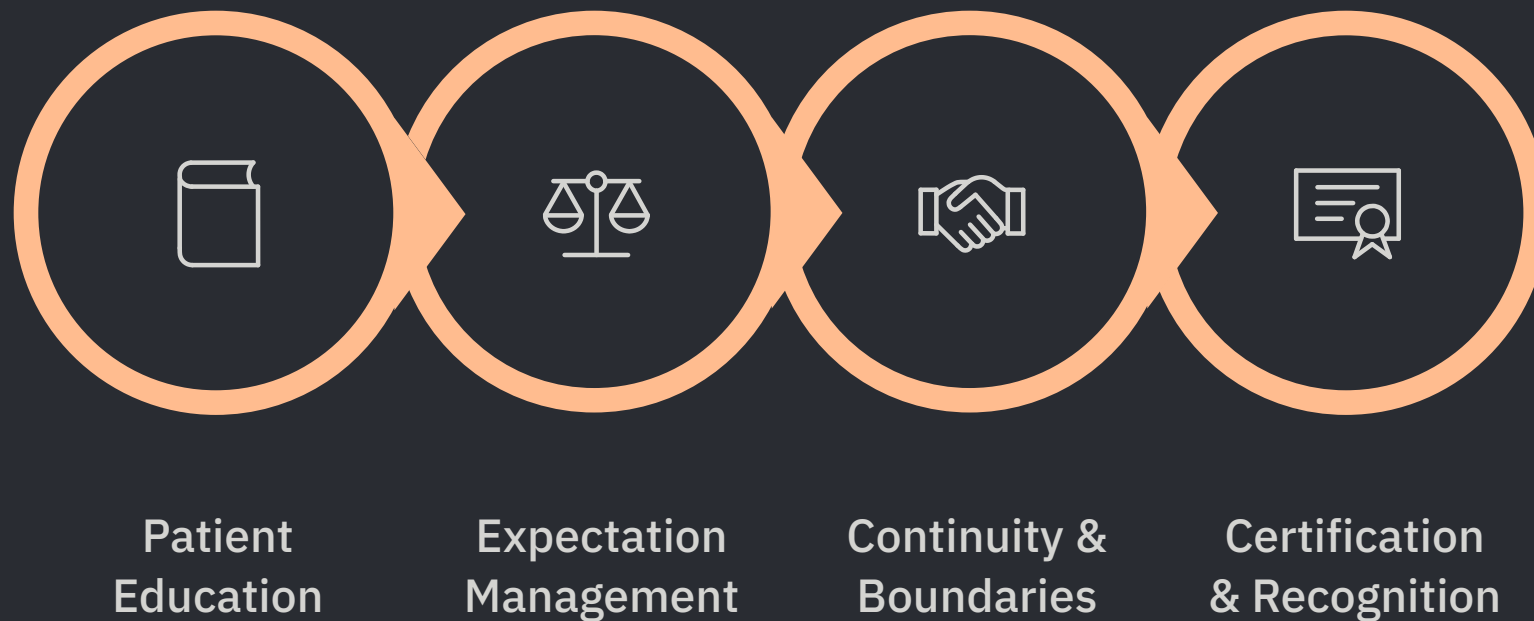 Patient
Education
Expectation
Management
Continuity &
Boundaries
Certification
& Recognition